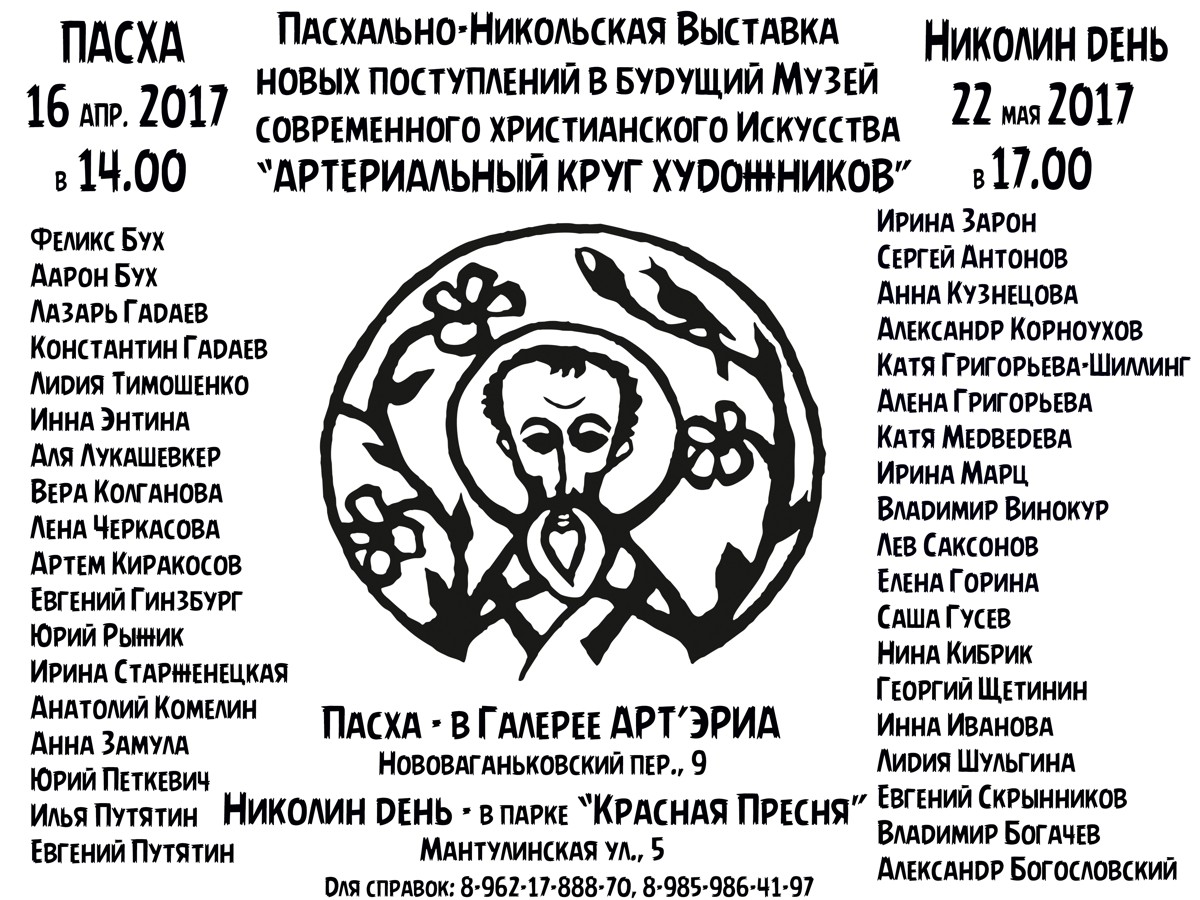 ПАСХА
16 апр. 2017
в 14.00
Пасхально-Никольская Выставка
новых поступлений в будущий Музей
современного христианского Искусства
“АРТЕРИАЛЬНЫЙ КРУГ ХУДОЖНИКОВ”
Николин день
22 мая 2017
в 17.00
Феликс Бух
Аарон Бух
Лазарь Гадаев
Константин Гадаев
Лидия Тимошенко
Инна Энтина
Аля Лукашевкер
Вера Колганова
Лена Черкасова
Артем Киракосов
Евгений Гинзбург
Юрий Рыжик
Ирина Старженецкая
Анатолий Комелин
Анна Замула
Юрий Петкевич
Илья Путятин
Евгений Путятин
Ирина Зарон
Сергей Антонов
Анна Кузнецова
Александр Корноухов
Катя Григорьева-Шиллинг
Алена Григорьева
Катя Медведева
Ирина Марц
Владимир Винокур
Лев Саксонов
Елена Горина
Саша Гусев
Нина Кибрик
Георгий Щетинин
Инна Иванова
Лидия Шульгина
Евгений Скрынников
Владимир Богачев
Александр Богословский
Пасха - в Галерее АРТ’ЭРИА
Нововаганьковский пер., 9
Николин день - в парке “Красная Пресня”
Мантулинская ул., 5
Для справок: 8-962-17-888-70, 8-985-986-41-97